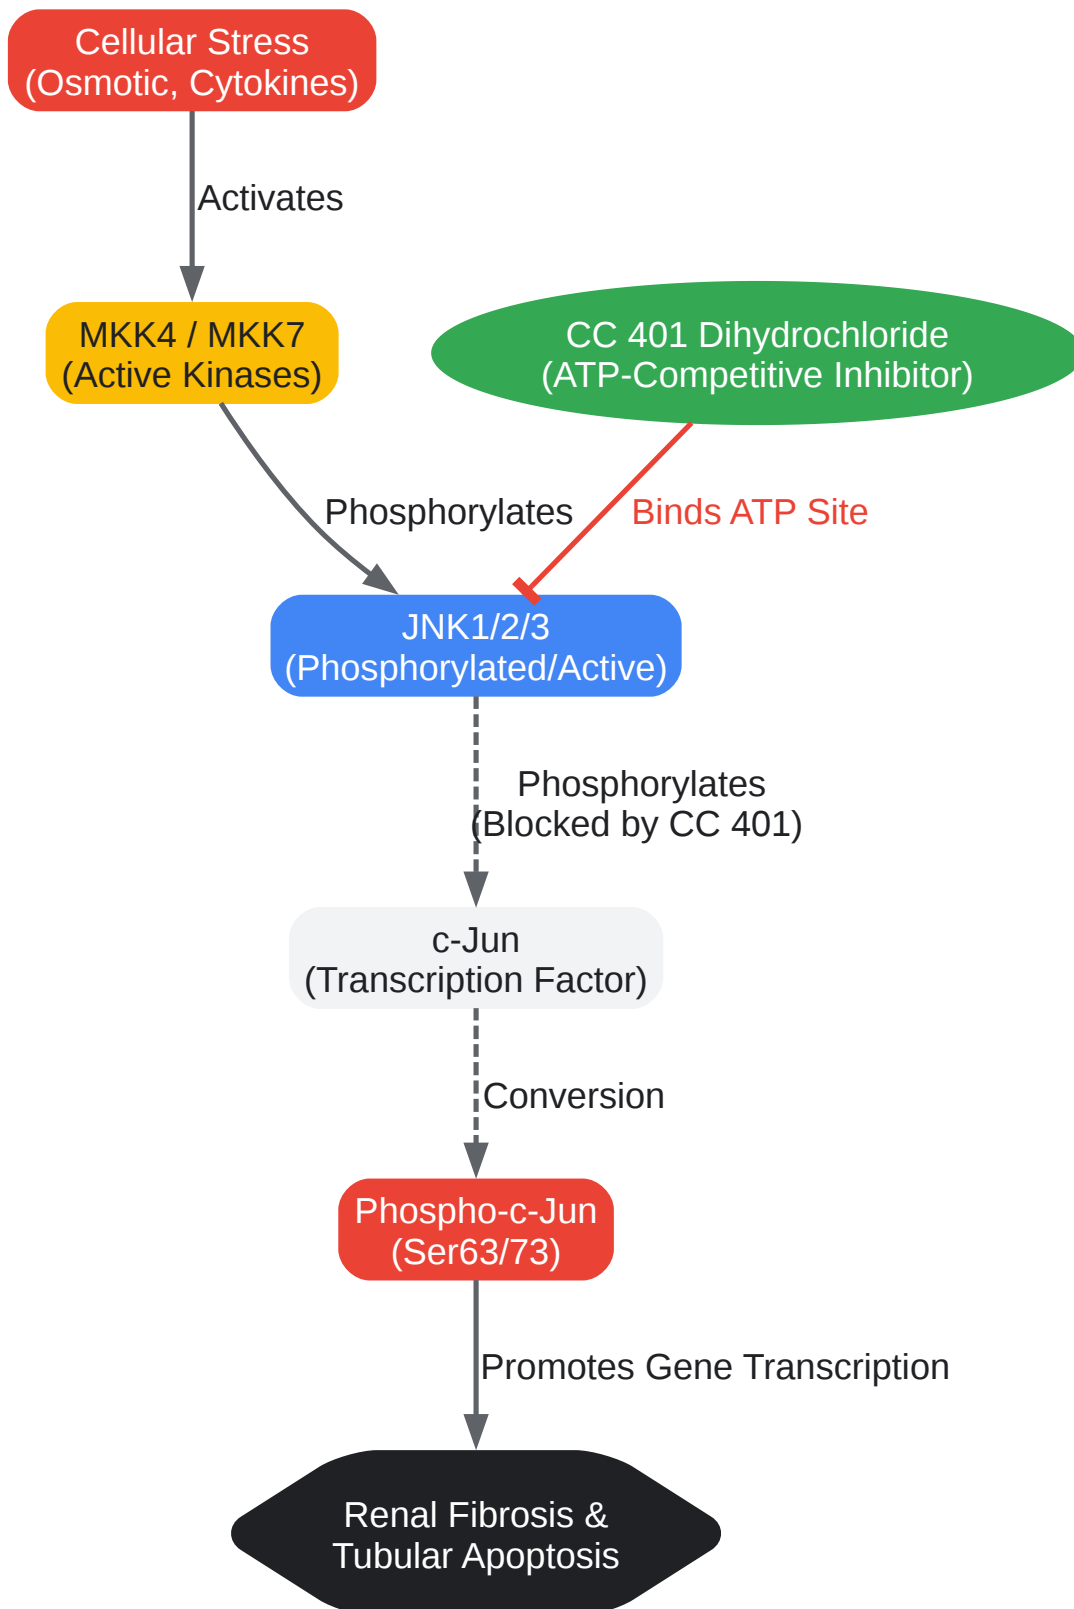 Cellular Stress
(Osmotic, Cytokines)
Activates
MKK4 / MKK7
(Active Kinases)
CC 401 Dihydrochloride
(ATP-Competitive Inhibitor)
Phosphorylates
Binds ATP Site
JNK1/2/3
(Phosphorylated/Active)
Phosphorylates
(Blocked by CC 401)
c-Jun
(Transcription Factor)
Conversion
Phospho-c-Jun
(Ser63/73)
Promotes Gene Transcription
Renal Fibrosis &
Tubular Apoptosis